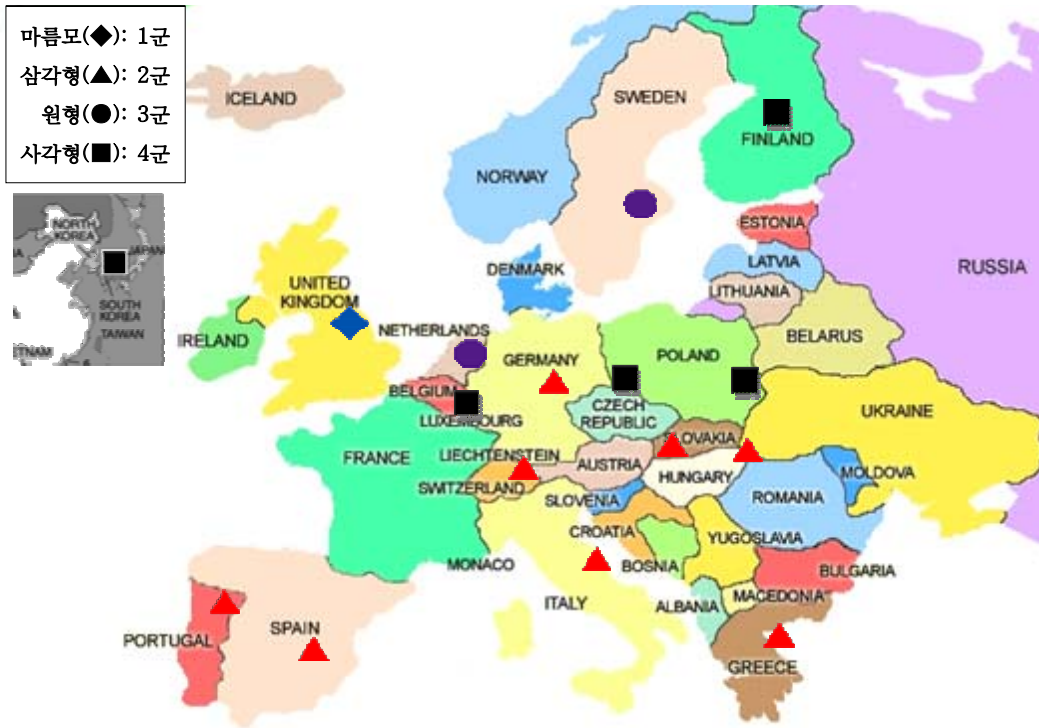 마름모(◆): 1군
삼각형(▲): 2군
원형(●): 3군
사각형(■): 4군
NORTH
KOREA
JAPAN
SOUTH
KOREA
TAIWAN
ETNAM
ICELAND
SWEDEN
FINLAND
NORWAY
ESTONIA
LATVIA
RUSSIA
DENMARK
LITHUANIA
UNITED
KINGDOM
NETHERLANDS
BELARUS
IRELAND
GERMANY
POLAND
BELGIUM
CZECH
REPUBLIC
UKRAINE
LUXEMBOURG
SLOVAKIA
FRANCE
LIECHTENSTEIN
AUSTRIA
HUNGARY
MOLDOVA
SWITZERLAND
SLOVENIA
ROMANIA
CROATIA
YUGOSLAVIA
MONACO
BOSNIA
BULGARIA
ITALY
ALBANIA
MACEDONIA
PORTUGAL
SPAIN
GREECE